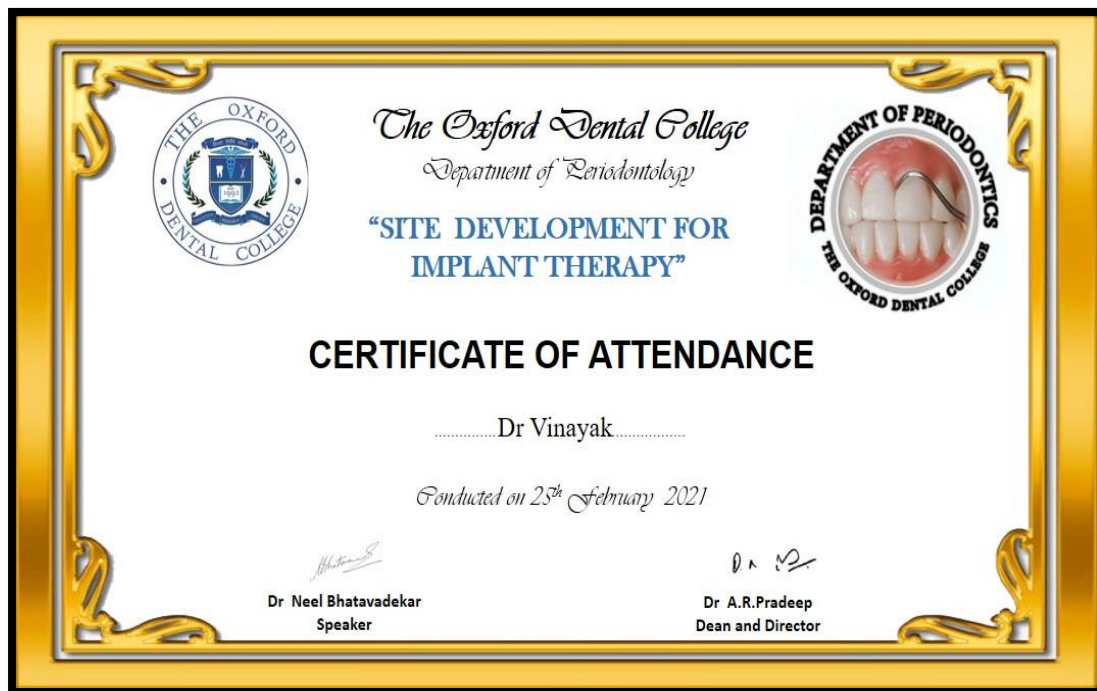 THE OXFORD
DENTAL COLLEGE
The Oxford Dental College
Department of Periodontology
DEPARTMENT OF PERIODONTICS
THE OXFORD DENTAL COLLEGE
“SITE DEVELOPMENT FOR
IMPLANT THERAPY”
CERTIFICATE OF ATTENDANCE
...............Dr Vinayak..................
Conducted on 25th February 2021
Dr Neel Bhatavadekar
Speaker
Dr A.R.Pradeep
Dean and Director